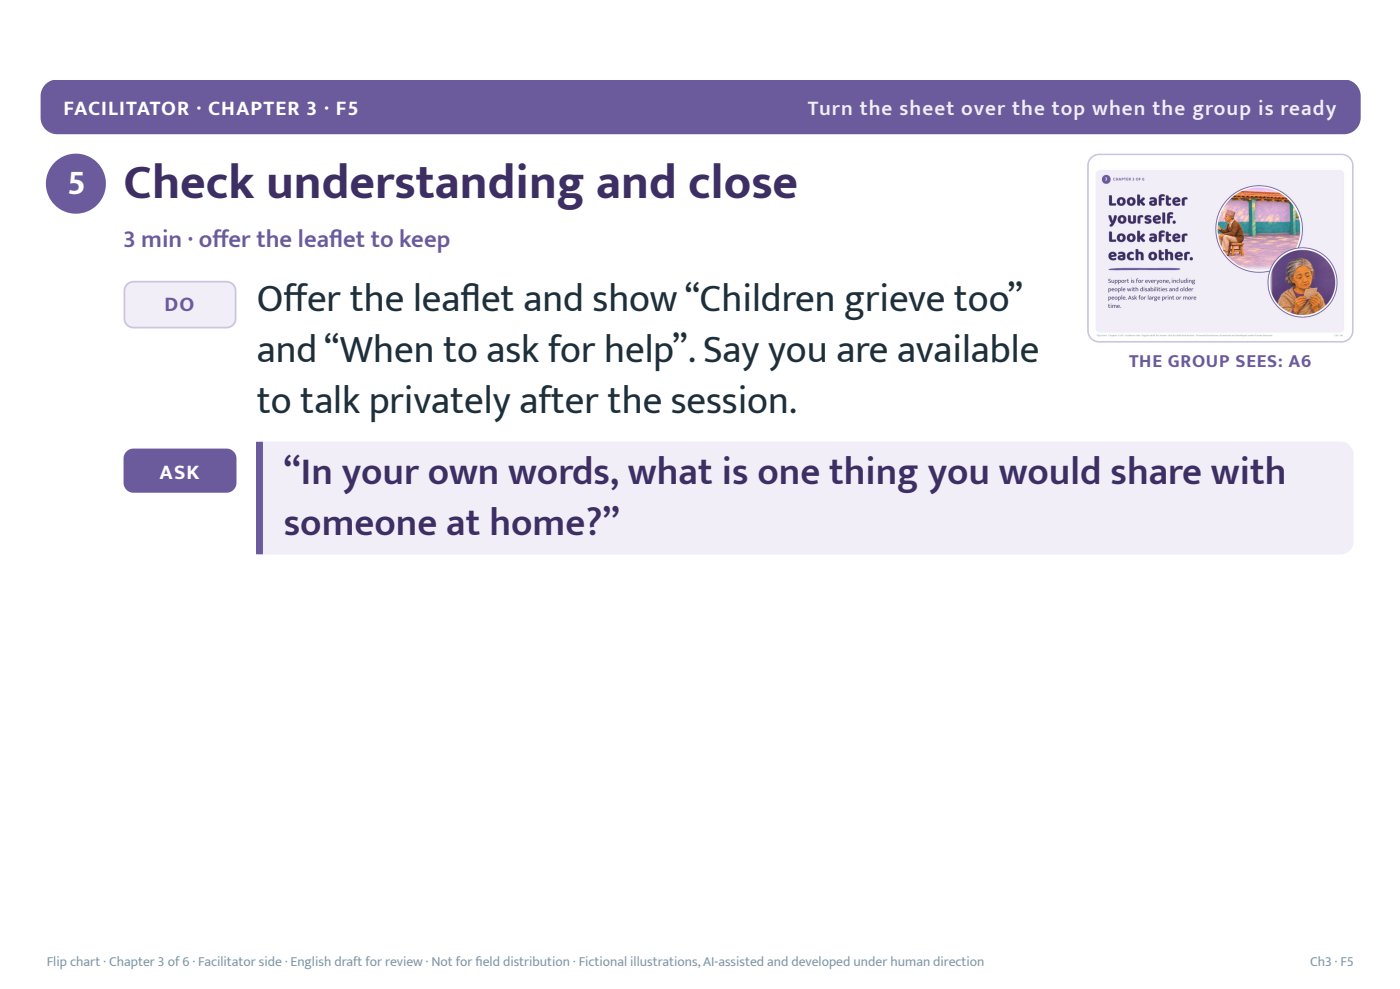 FACILITATOR · CHAPTER 3 · F5
Turn the sheet over the top when the group is ready
5
Check understanding and close
3 min · offer the leaflet to keep
DO
Offer the leaflet and show “Children grieve too”
and “When to ask for help”. Say you are available
to talk privately after the session.
CHAPTER 3 OF 6
Look after
yourself.
Look after
each other.
Support is for everyone, including
people with disabilities and older
people. Ask for large print or more
time.
THE GROUP SEES: A6
ASK
“In your own words, what is one thing you would share with
someone at home?”
Flip chart · Chapter 3 of 6 · Facilitator side · English draft for review · Not for field distribution · Fictional illustrations, AI-assisted and developed under human direction
Ch3 · F5